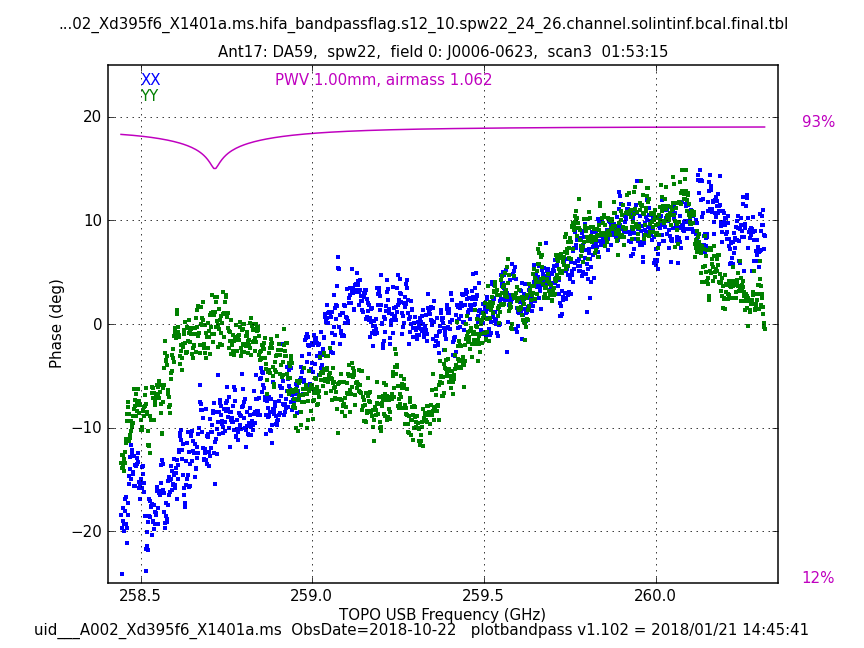 ...02_Xd395f6_X1401a.ms.hifa_bandpassflag.s12_10.spw22_24_26.channel.solintinf.bcal.final.tbl
Ant17: DA59,  spw22,  field 0: J0006-0623,  scan3  01:53:15
XX
PWV 1.00mm, airmass 1.062
YY
93%
20
10
0
−10
−20
Phase (deg)
12%
258.5 259.0 259.5 260.0
TOPO USB Frequency (GHz)
uid___A002_Xd395f6_X1401a.ms  ObsDate=2018-10-22   plotbandpass v1.102 = 2018/01/21 14:45:41